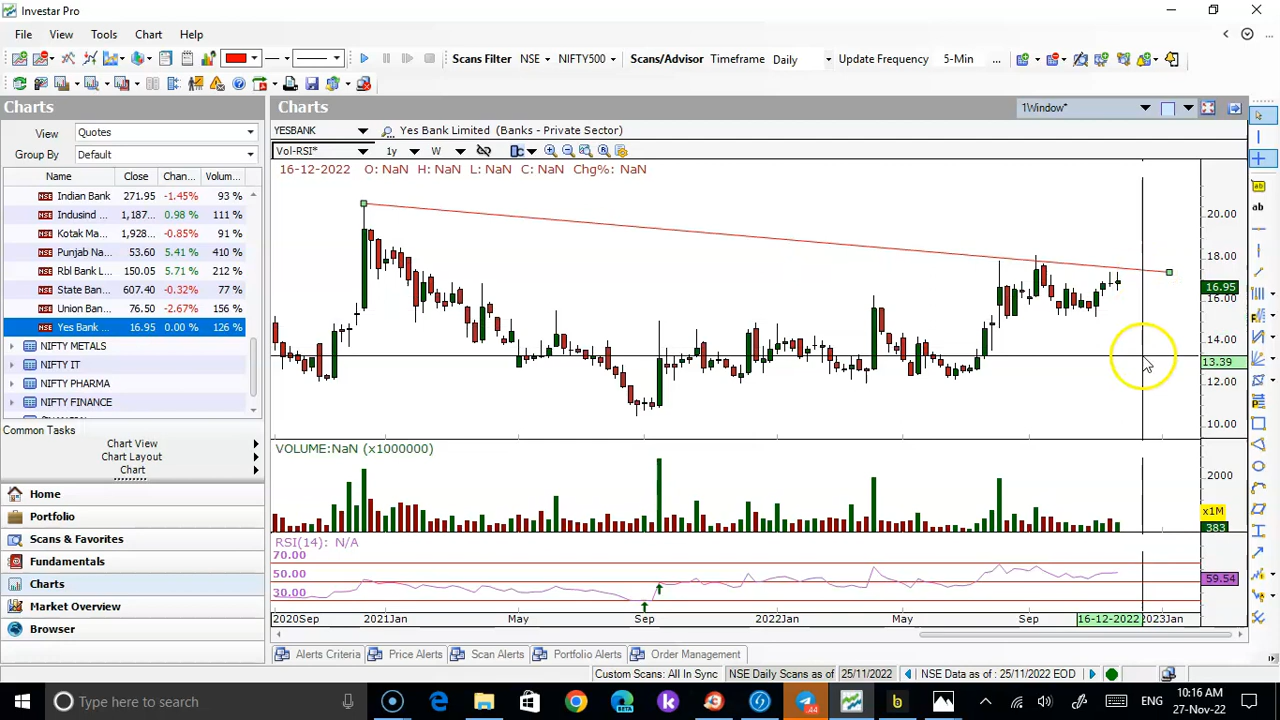 Investar Pro
File View Tools Chart Help
Scans Filter NSE NIFTY500 Scans/Advisor Timeframe Daily Update Frequency 5-Min ...
Charts
View Quotes
Group By Default
Name Close Chan... Volum...
NSE Indian Bank 271.95 -1.45% 93 %
NSE Indusind ... 1,187... 0.98 % 111 %
NSE Kotak Ma... 1,928... -0.85% 91 %
NSE Punjab Na... 53.60 5.41 % 410 %
NSE Rbl Bank L... 150.05 5.71 % 212 %
NSE State Ban... 607.40 -0.32% 77 %
NSE Union Ban... 76.50 -2.67% 156 %
NSE Yes Bank ... 16.95 0.00 % 126 %
NIFTY METALS
NIFTY IT
NIFTY PHARMA
NIFTY FINANCE
Common Tasks
Chart View
Chart Layout
Chart
Home
Portfolio
Scans & Favorites
Fundamentals
Charts
Market Overview
Browser
Charts
1Window*
YESBANK Yes Bank Limited (Banks - Private Sector)
Vol-RSI* 1y W
16-12-2022 O: NaN H: NaN L: NaN C: NaN Chg%: NaN
20.00
18.00
16.95
16.00
14.00
13.39
12.00
10.00
VOLUME:NaN (x1000000)
2000
x1M
383
RSI(14): N/A
70.00
50.00
30.00
59.54
2020Sep 2021Jan May Sep 2022Jan May Sep 16-12-2022 2023Jan
Alerts Criteria Price Alerts Scan Alerts Portfolio Alerts Order Management
Custom Scans: All In Sync NSE Daily Scans as of 25/11/2022 NSE Data as of : 25/11/2022 EOD
Type here to search
44
ENG
10:16 AM
27-Nov-22
ab
ab